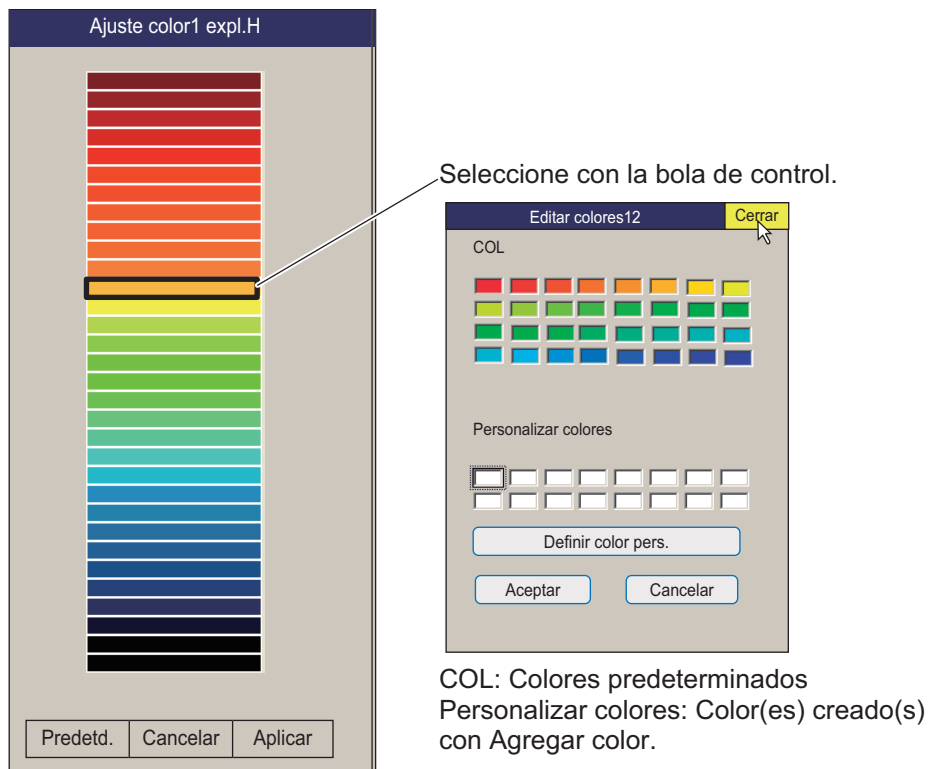 Ajuste color1 expl.H
Seleccione con la bola de control.
Editar colores12
Cerrar
COL
Personalizar colores
Definir color pers.
Aceptar
Cancelar
COL: Colores predeterminados
Personalizar colores: Color(es) creado(s)
con Agregar color.
Predetd.
Cancelar
Aplicar